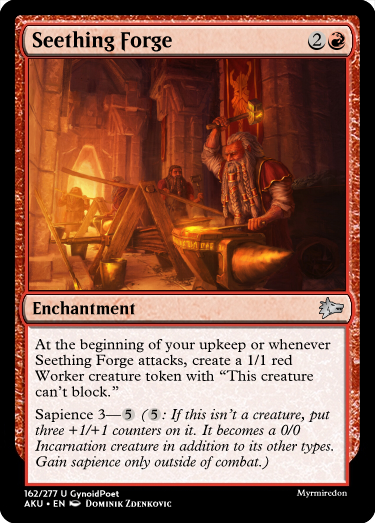 Seething Forge 2
Enchantment
At the beginning of your upkeep or whenever
Seething Forge attacks, create a 1/1 red
Worker creature token with “This creature
can’t block.”
Sapience 3—5 (5: If this isn’t a creature, put
three +1/+1 counters on it. It becomes a 0/0
Incarnation creature in addition to its other types.
Gain sapience only outside of combat.)
162/277 U GynoidPoet
Myrmiredon
AKU • EN DOMINIK ZDENKOVIC